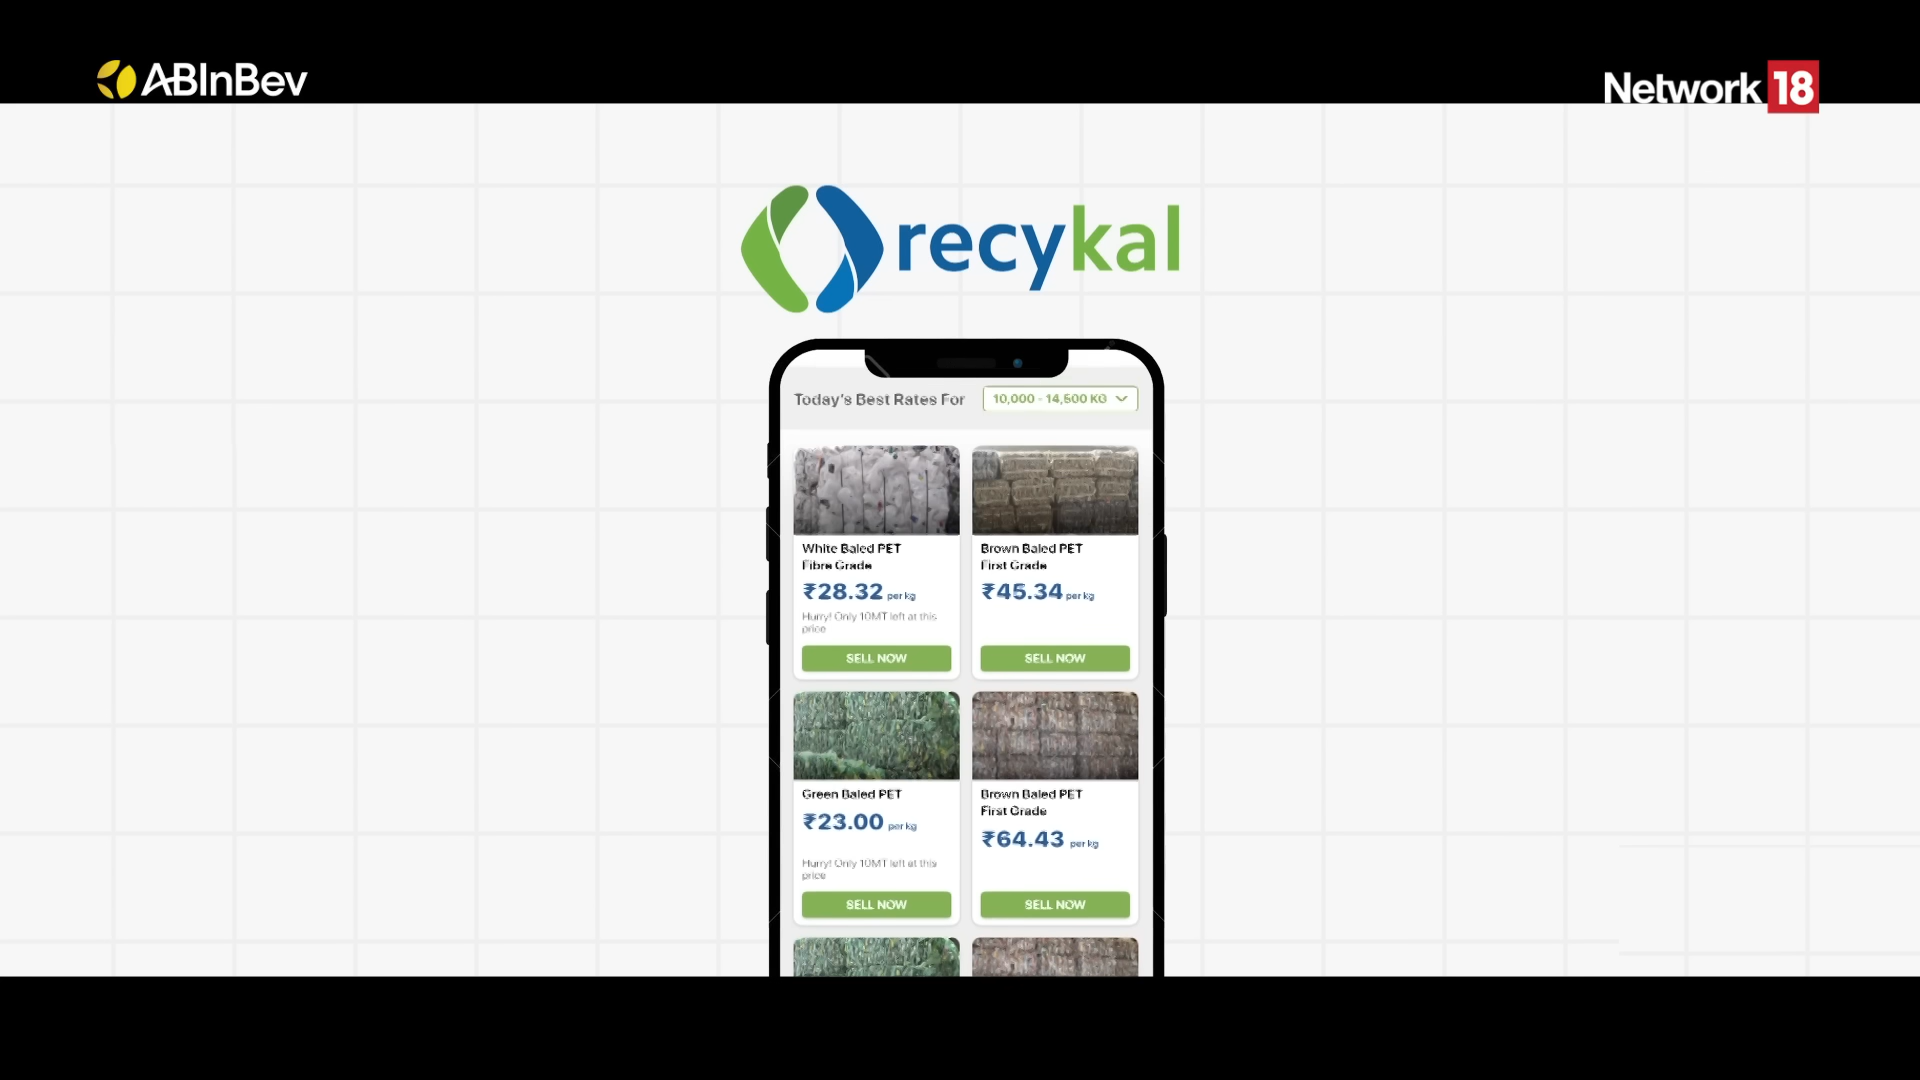 ABInBev
Network 18
recykal
Today's Best Rates For
10,000 - 14,500 KG
White Baled PET
Fibre Grade
₹28.32 per kg
Hurry! Only 10MT left at this
price
SELL NOW
Brown Baled PET
First Grade
₹45.34 per kg
SELL NOW
Green Baled PET
₹23.00 per kg
Hurry! Only 10MT left at this
price
SELL NOW
Brown Baled PET
First Grade
₹64.43 per kg
SELL NOW